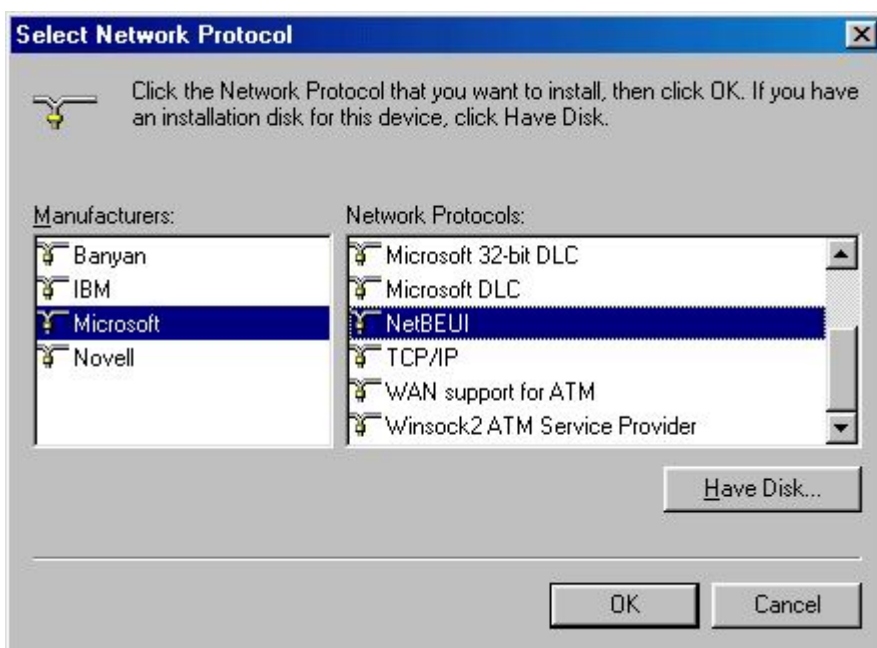 Select Network Protocol
Click the Network Protocol that you want to install, then click OK. If you have
an installation disk for this device, click Have Disk.
Manufacturers:
Banyan
IBM
Microsoft
Novell
Network Protocols:
Microsoft 32-bit DLC
Microsoft DLC
NetBEUI
TCP/IP
WAN support for ATM
Winsock2 ATM Service Provider
Have Disk...
OK
Cancel